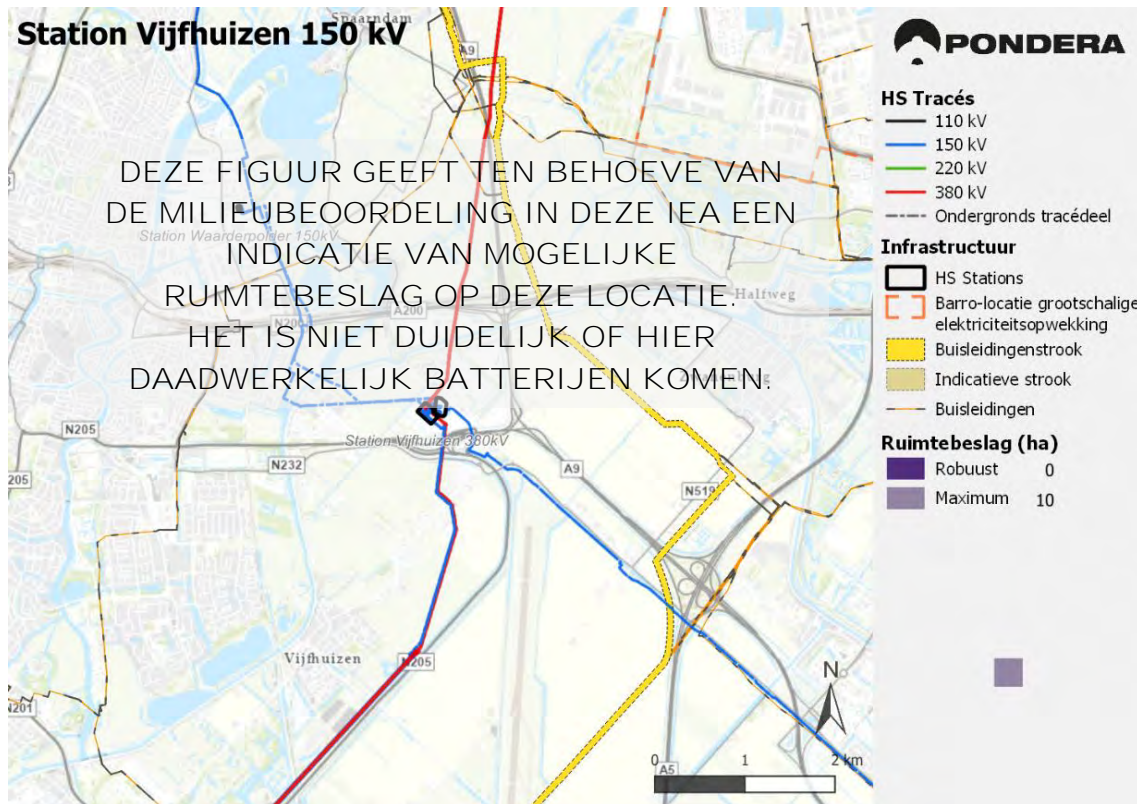 Station Vijfhuizen 150 kV
Spaarndam
A9
DEZE FIGUUR GEEFT TEN BEHOEVE VAN
DE MILIEUBEOORDELING IN DEZE IEA EEN
INDICATIE VAN MOGELIJKE
RUIMTEBESLAG OP DEZE LOCATIE.
HET IS NIET DUIDELIJK OF HIER
DAADWERKELIJK BATTERIJEN KOMEN.
Station Waarderpolder 150kV
Halfweg
N200
A200
Station Vijfhuizen 380kV
N205
205
N232
A9
N519
Vijfhuizen
N205
N201
N
0 1 2 km
A5
PONDERA
HS Tracés
110 kV
150 kV
220 kV
380 kV
Ondergronds tracédeel
Infrastructuur
HS Stations
Barro-locatie grootschalige
elektriciteitsopwekking
Buisleidingenstrook
Indicatieve strook
Buisleidingen
Ruimtebeslag (ha)
Robuust 0
Maximum 10